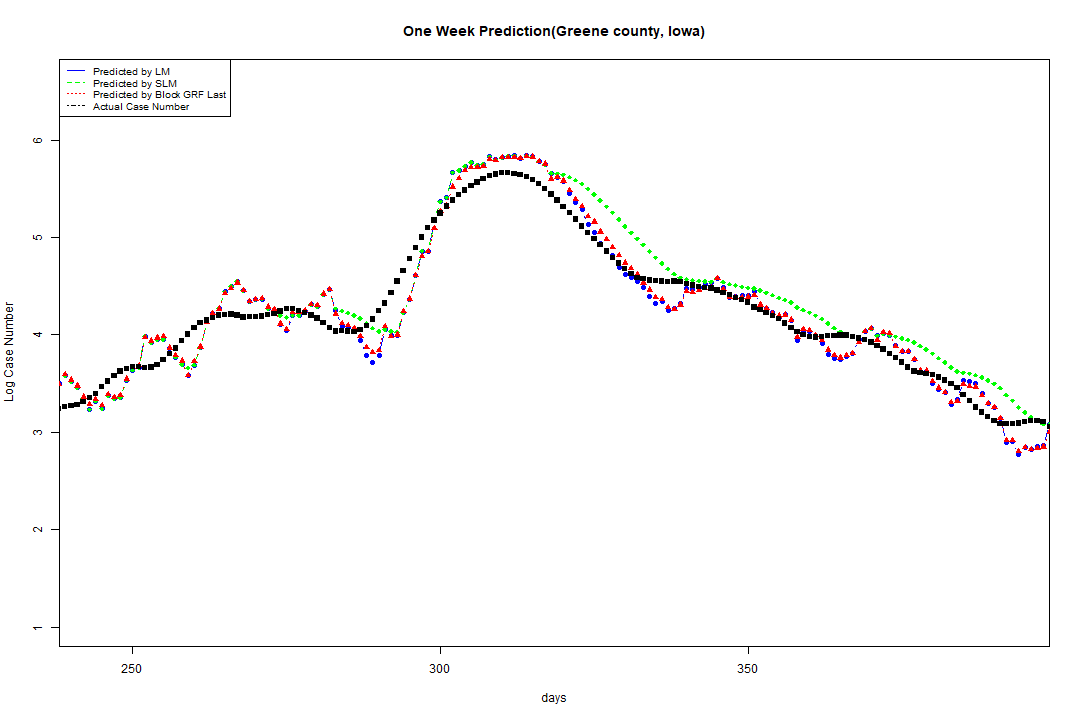 One Week Prediction(Greene county, Iowa)
Predicted by LM
Predicted by SLM
Predicted by Block GRF Last
Actual Case Number
Log Case Number
6
5
4
3
2
1
250
300
350
days